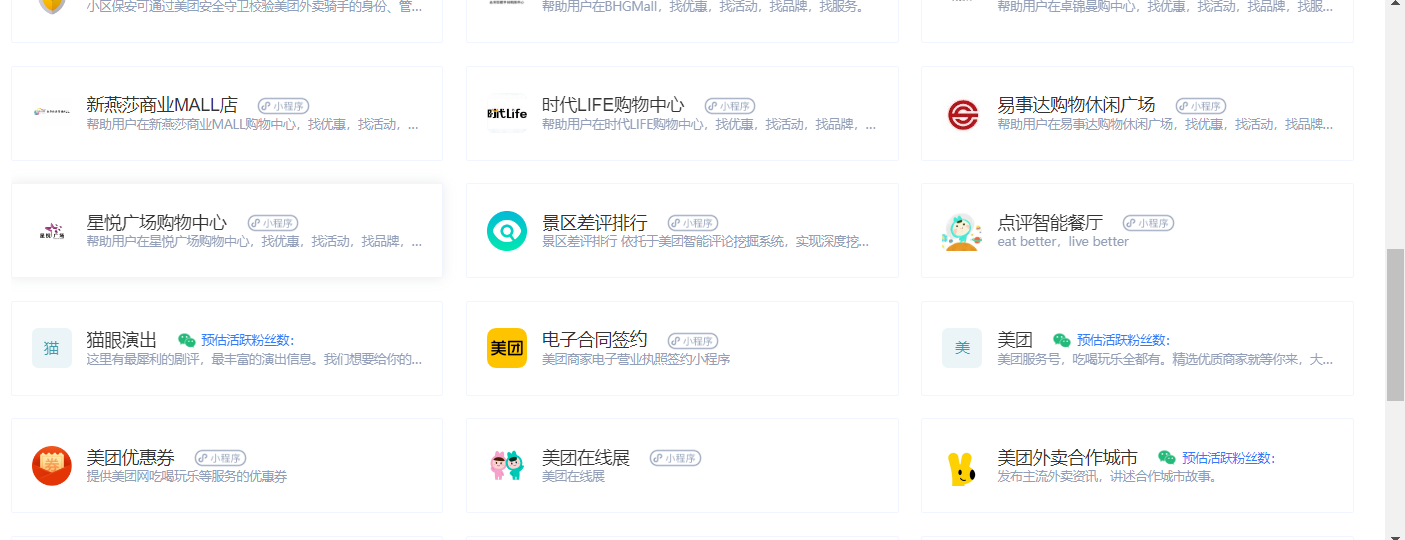 小区保安可通过美团安全守卫校验美团外卖骑手的身份、管...
帮助用户在BHGMall，找优惠，找活动，找品牌，找服务。
帮助用户在卓锦曼购中心，找优惠，找活动，找品牌，找服...
新燕莎商业MALL店 小程序
帮助用户在新燕莎商业MALL购物中心，找优惠，找活动，...
时代LIFE购物中心 小程序
帮助用户在时代LIFE购物中心，找优惠，找活动，找品牌，...
易事达购物休闲广场 小程序
帮助用户在易事达购物休闲广场，找优惠，找活动，找品牌...
星悦广场
星悦广场购物中心 小程序
帮助用户在星悦广场购物中心，找优惠，找活动，找品牌，...
景区差评排行 小程序
景区差评排行 依托于美团智能评论挖掘系统，实现深度挖...
点评智能餐厅 小程序
eat better，live better
猫
猫眼演出 预估活跃粉丝数:
这里有最犀利的剧评，最丰富的演出信息。我们想要给你的...
美团
电子合同签约 小程序
美团商家电子营业执照签约小程序
美
美团 预估活跃粉丝数:
美团服务号，吃喝玩乐全都有。精选优质商家就等你来，大...
券
美团优惠券 小程序
提供美团网吃喝玩乐等服务的优惠券
美团在线展 小程序
美团在线展
美团外卖合作城市 预估活跃粉丝数:
发布主流外卖资讯，讲述合作城市故事。